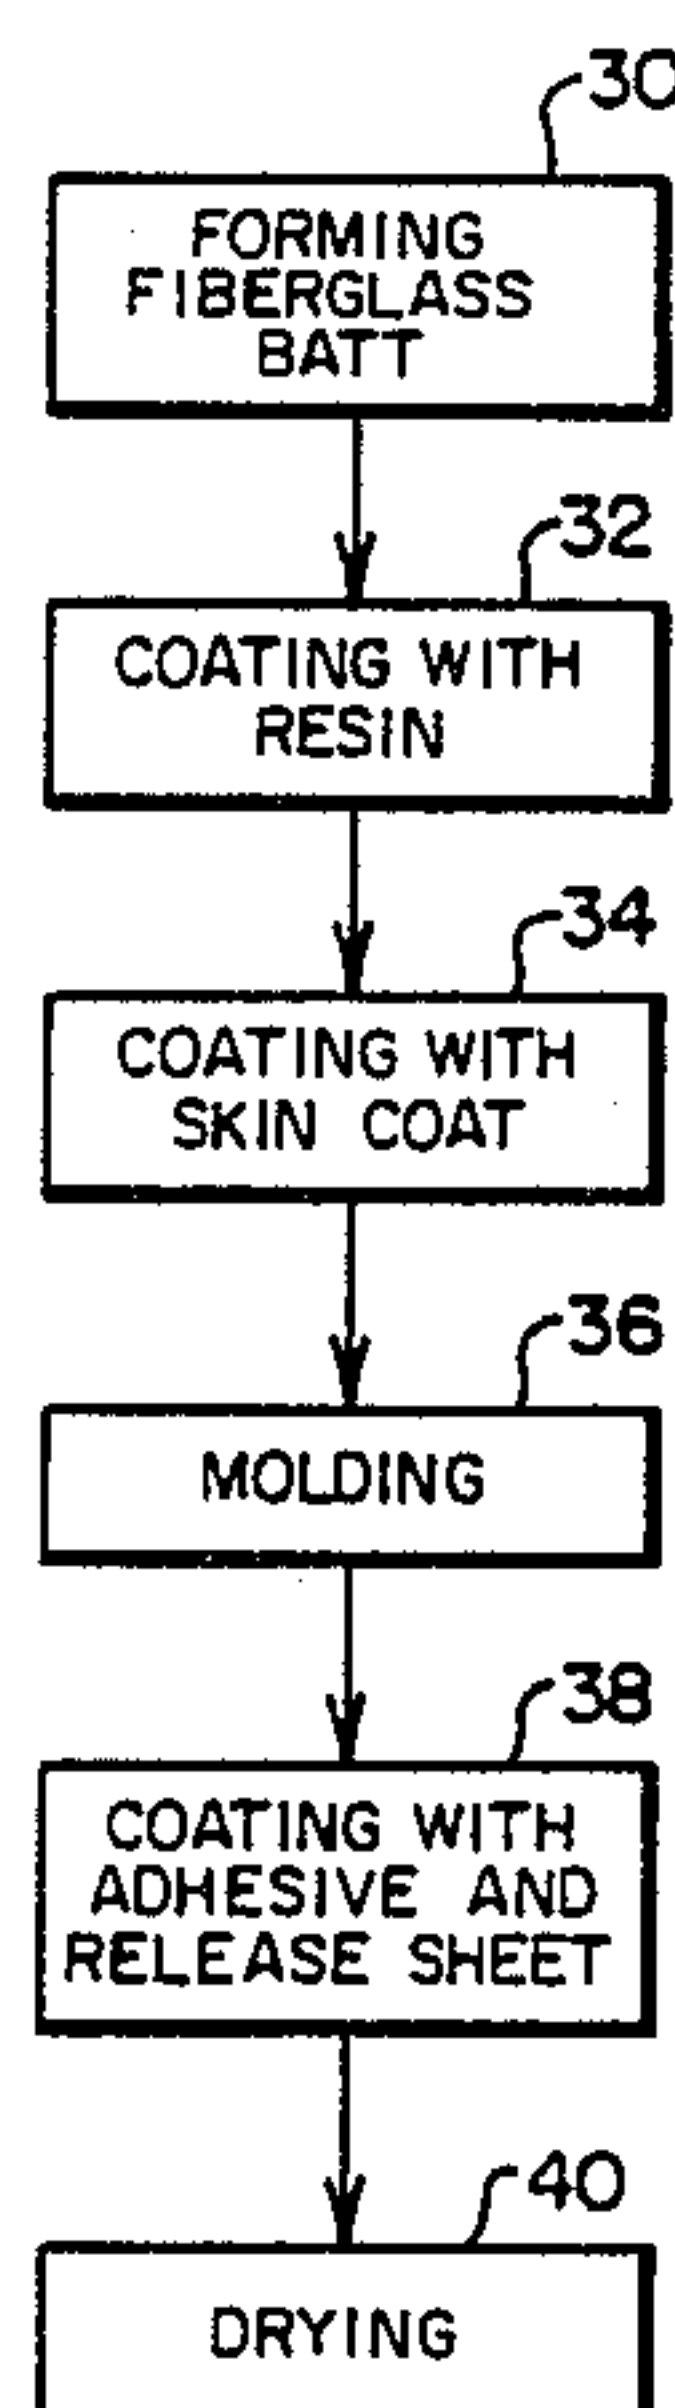 30
FORMING
FIBERGLASS
BATT
32
COATING WITH
RESIN
34
COATING WITH
SKIN COAT
36
MOLDING
38
COATING WITH
ADHESIVE AND
RELEASE SHEET
40
DRYING